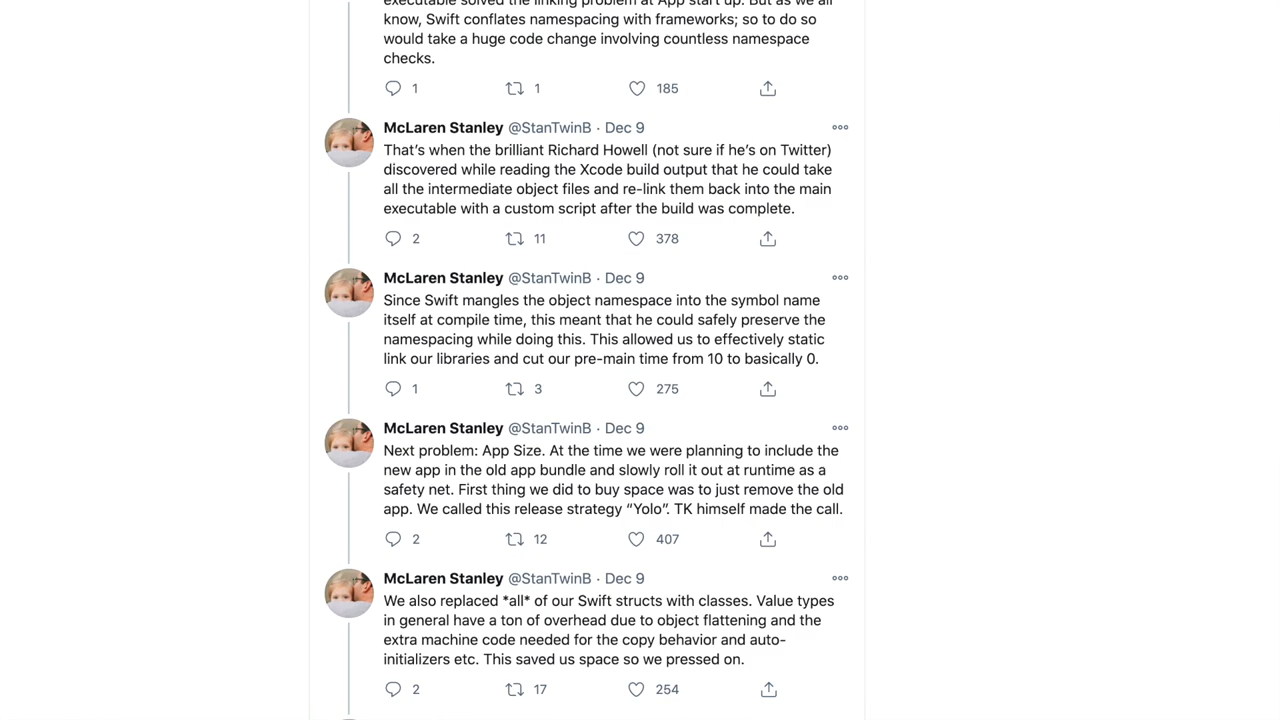 executable solved the linking problem at App start up. But as we all
know, Swift conflates namespacing with frameworks; so to do so
would take a huge code change involving countless namespace
checks.
1 1 185
McLaren Stanley @StanTwinB · Dec 9
That’s when the brilliant Richard Howell (not sure if he’s on Twitter)
discovered while reading the Xcode build output that he could take
all the intermediate object files and re-link them back into the main
executable with a custom script after the build was complete.
2 11 378
McLaren Stanley @StanTwinB · Dec 9
Since Swift mangles the object namespace into the symbol name
itself at compile time, this meant that he could safely preserve the
namespacing while doing this. This allowed us to effectively static
link our libraries and cut our pre-main time from 10 to basically 0.
1 3 275
McLaren Stanley @StanTwinB · Dec 9
Next problem: App Size. At the time we were planning to include the
new app in the old app bundle and slowly roll it out at runtime as a
safety net. First thing we did to buy space was to just remove the old
app. We called this release strategy “Yolo”. TK himself made the call.
2 12 407
McLaren Stanley @StanTwinB · Dec 9
We also replaced *all* of our Swift structs with classes. Value types
in general have a ton of overhead due to object flattening and the
extra machine code needed for the copy behavior and auto-
initializers etc. This saved us space so we pressed on.
2 17 254